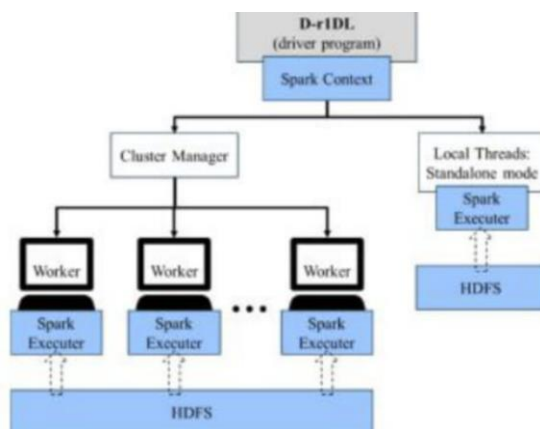 D-r1DL
(driver program)
Spark Context
Cluster Manager
Local Threads:
Standalone mode
Spark
Executer
HDFS
Worker
Worker
Worker
Spark
Executer
Spark
Executer
Spark
Executer
HDFS